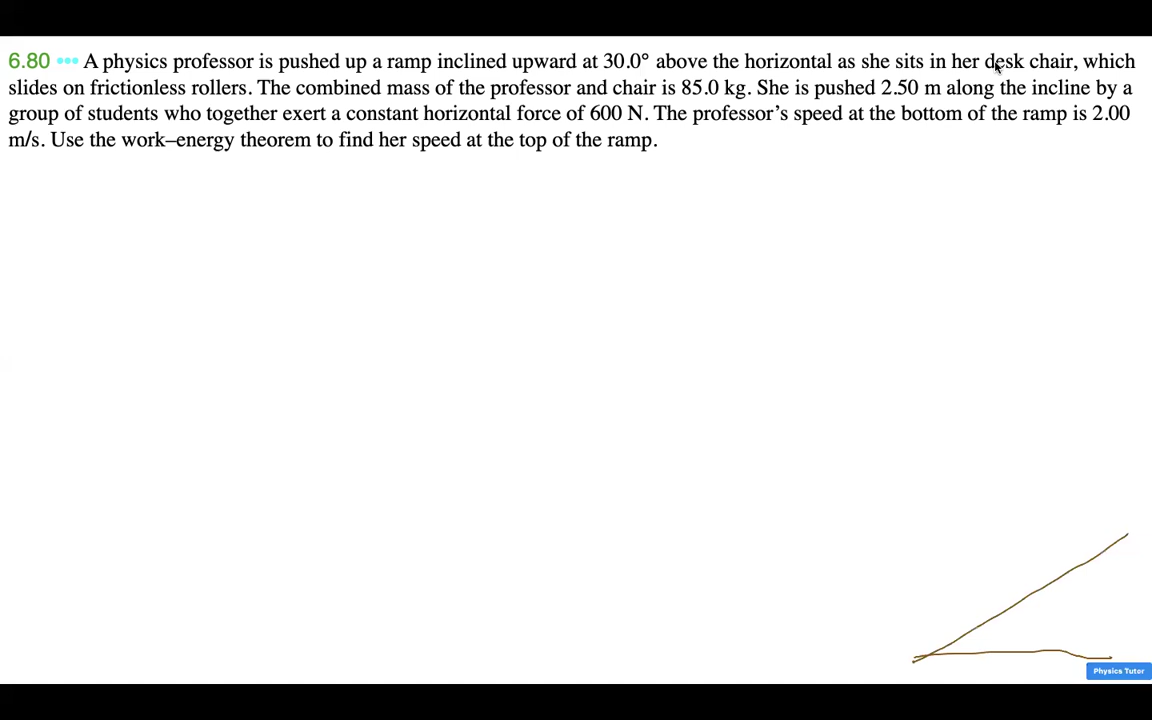 6.80 ••• A physics professor is pushed up a ramp inclined upward at 30.0° above the horizontal as she sits in her desk chair, which
slides on frictionless rollers. The combined mass of the professor and chair is 85.0 kg. She is pushed 2.50 m along the incline by a
group of students who together exert a constant horizontal force of 600 N. The professor’s speed at the bottom of the ramp is 2.00
m/s. Use the work–energy theorem to find her speed at the top of the ramp.
Physics Tutor